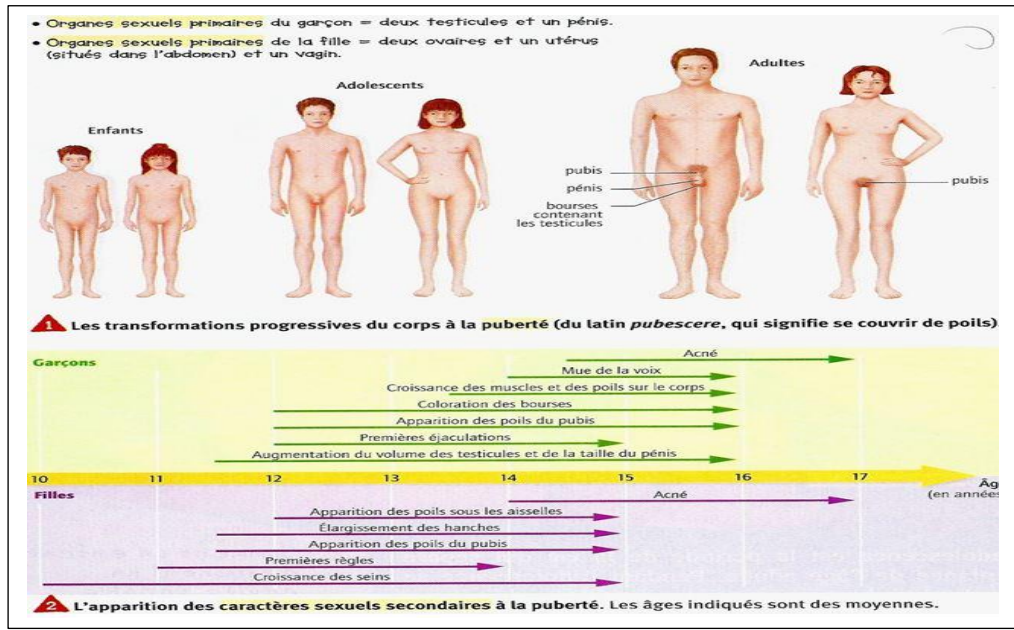 • Organes sexuels primaires du garçon = deux testicules et un pénis.
• Organes sexuels primaires de la fille = deux ovaires et un utérus
(situés dans l'abdomen) et un vagin.
Enfants
Adolescents
Adultes
pubis
pénis
bourses
contenant
les testicules
pubis
1 Les transformations progressives du corps à la puberté (du latin pubescere, qui signifie se couvrir de poils)
Garçons
Acné
Mue de la voix
Croissance des muscles et des poils sur le corps
Coloration des bourses
Apparition des poils du pubis
Premières éjaculations
Augmentation du volume des testicules et de la taille du pénis
10 11 12 13 14 15 16 17
Âg
(en années
Filles
Acné
Apparition des poils sous les aisselles
Élargissement des hanches
Apparition des poils du pubis
Premières règles
Croissance des seins
2 L'apparition des caractères sexuels secondaires à la puberté. Les âges indiqués sont des moyennes.